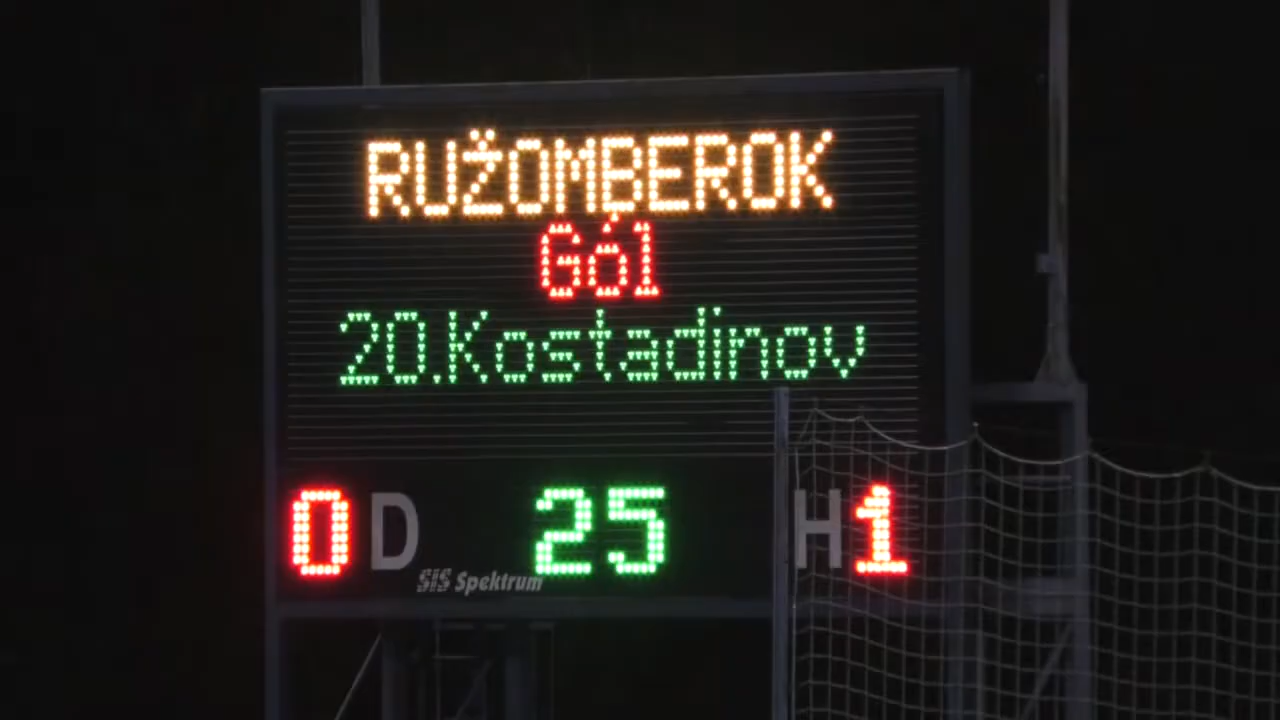 RUŽOMBEROK
Gól
20.Kostadinov
0 D 25 H 1
SIS Spektrum